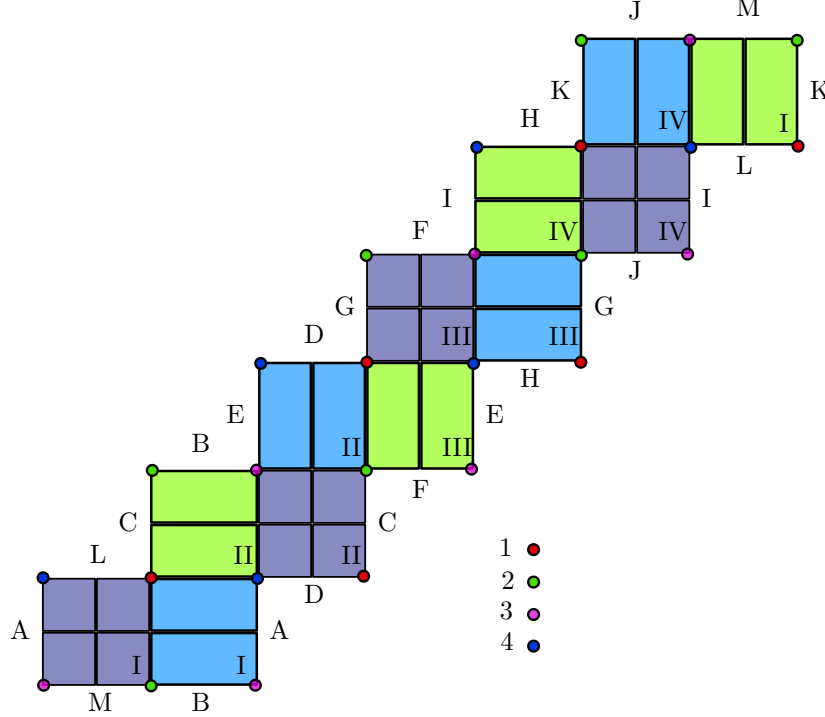 J M
K IV I K
H L
I IV IV I
F J
G III III G
D H
E II III E
B F
C II II C
L D
A I I A
M B
1
2
3
4